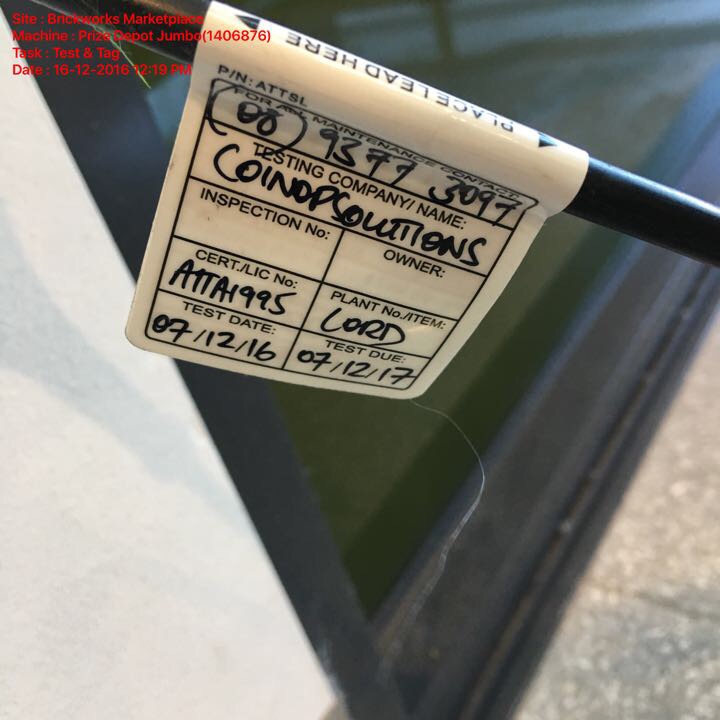 Site : Brickworks Marketplace
Machine : Prize Depot Jumbo(1406876)
Task : Test & Tag
Date : 16-12-2016 12:19 PM
PLACE LEAD HERE
P/N: ATTSL
FOR ALL MAINTENANCE CONTACT:
(08) 9377 3097
TESTING COMPANY/ NAME:
COINOPSOLUTIONS
INSPECTION No:
OWNER:
CERT./LIC No:
ATTA1995
PLANT No./ITEM:
CORD
TEST DATE:
07/12/16
TEST DUE:
07/12/17